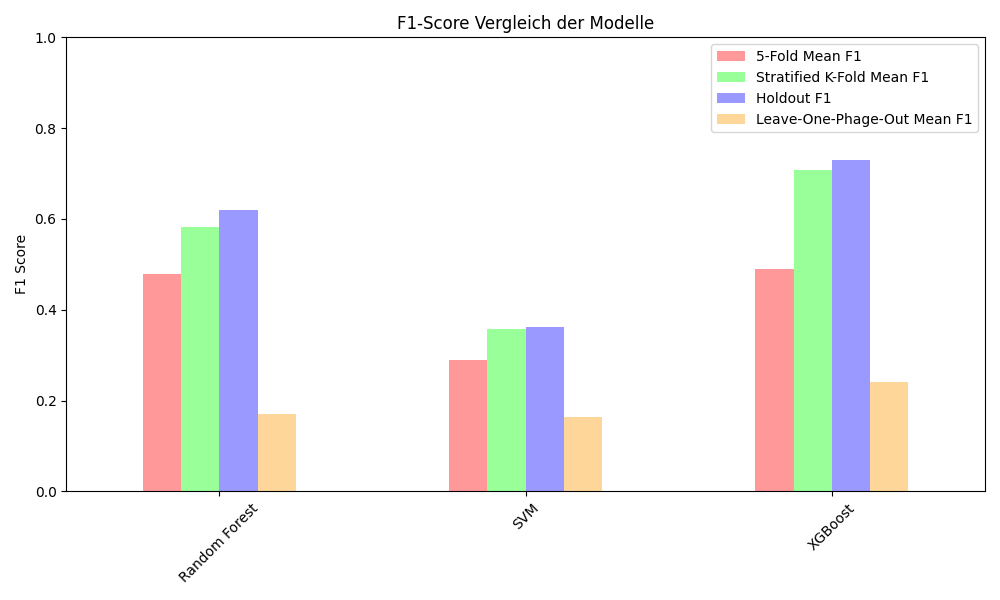 F1-Score Vergleich der Modelle
1.0
0.8
0.6
0.4
0.2
0.0
F1 Score
5-Fold Mean F1
Stratified K-Fold Mean F1
Holdout F1
Leave-One-Phage-Out Mean F1
Random Forest
SVM
XGBoost